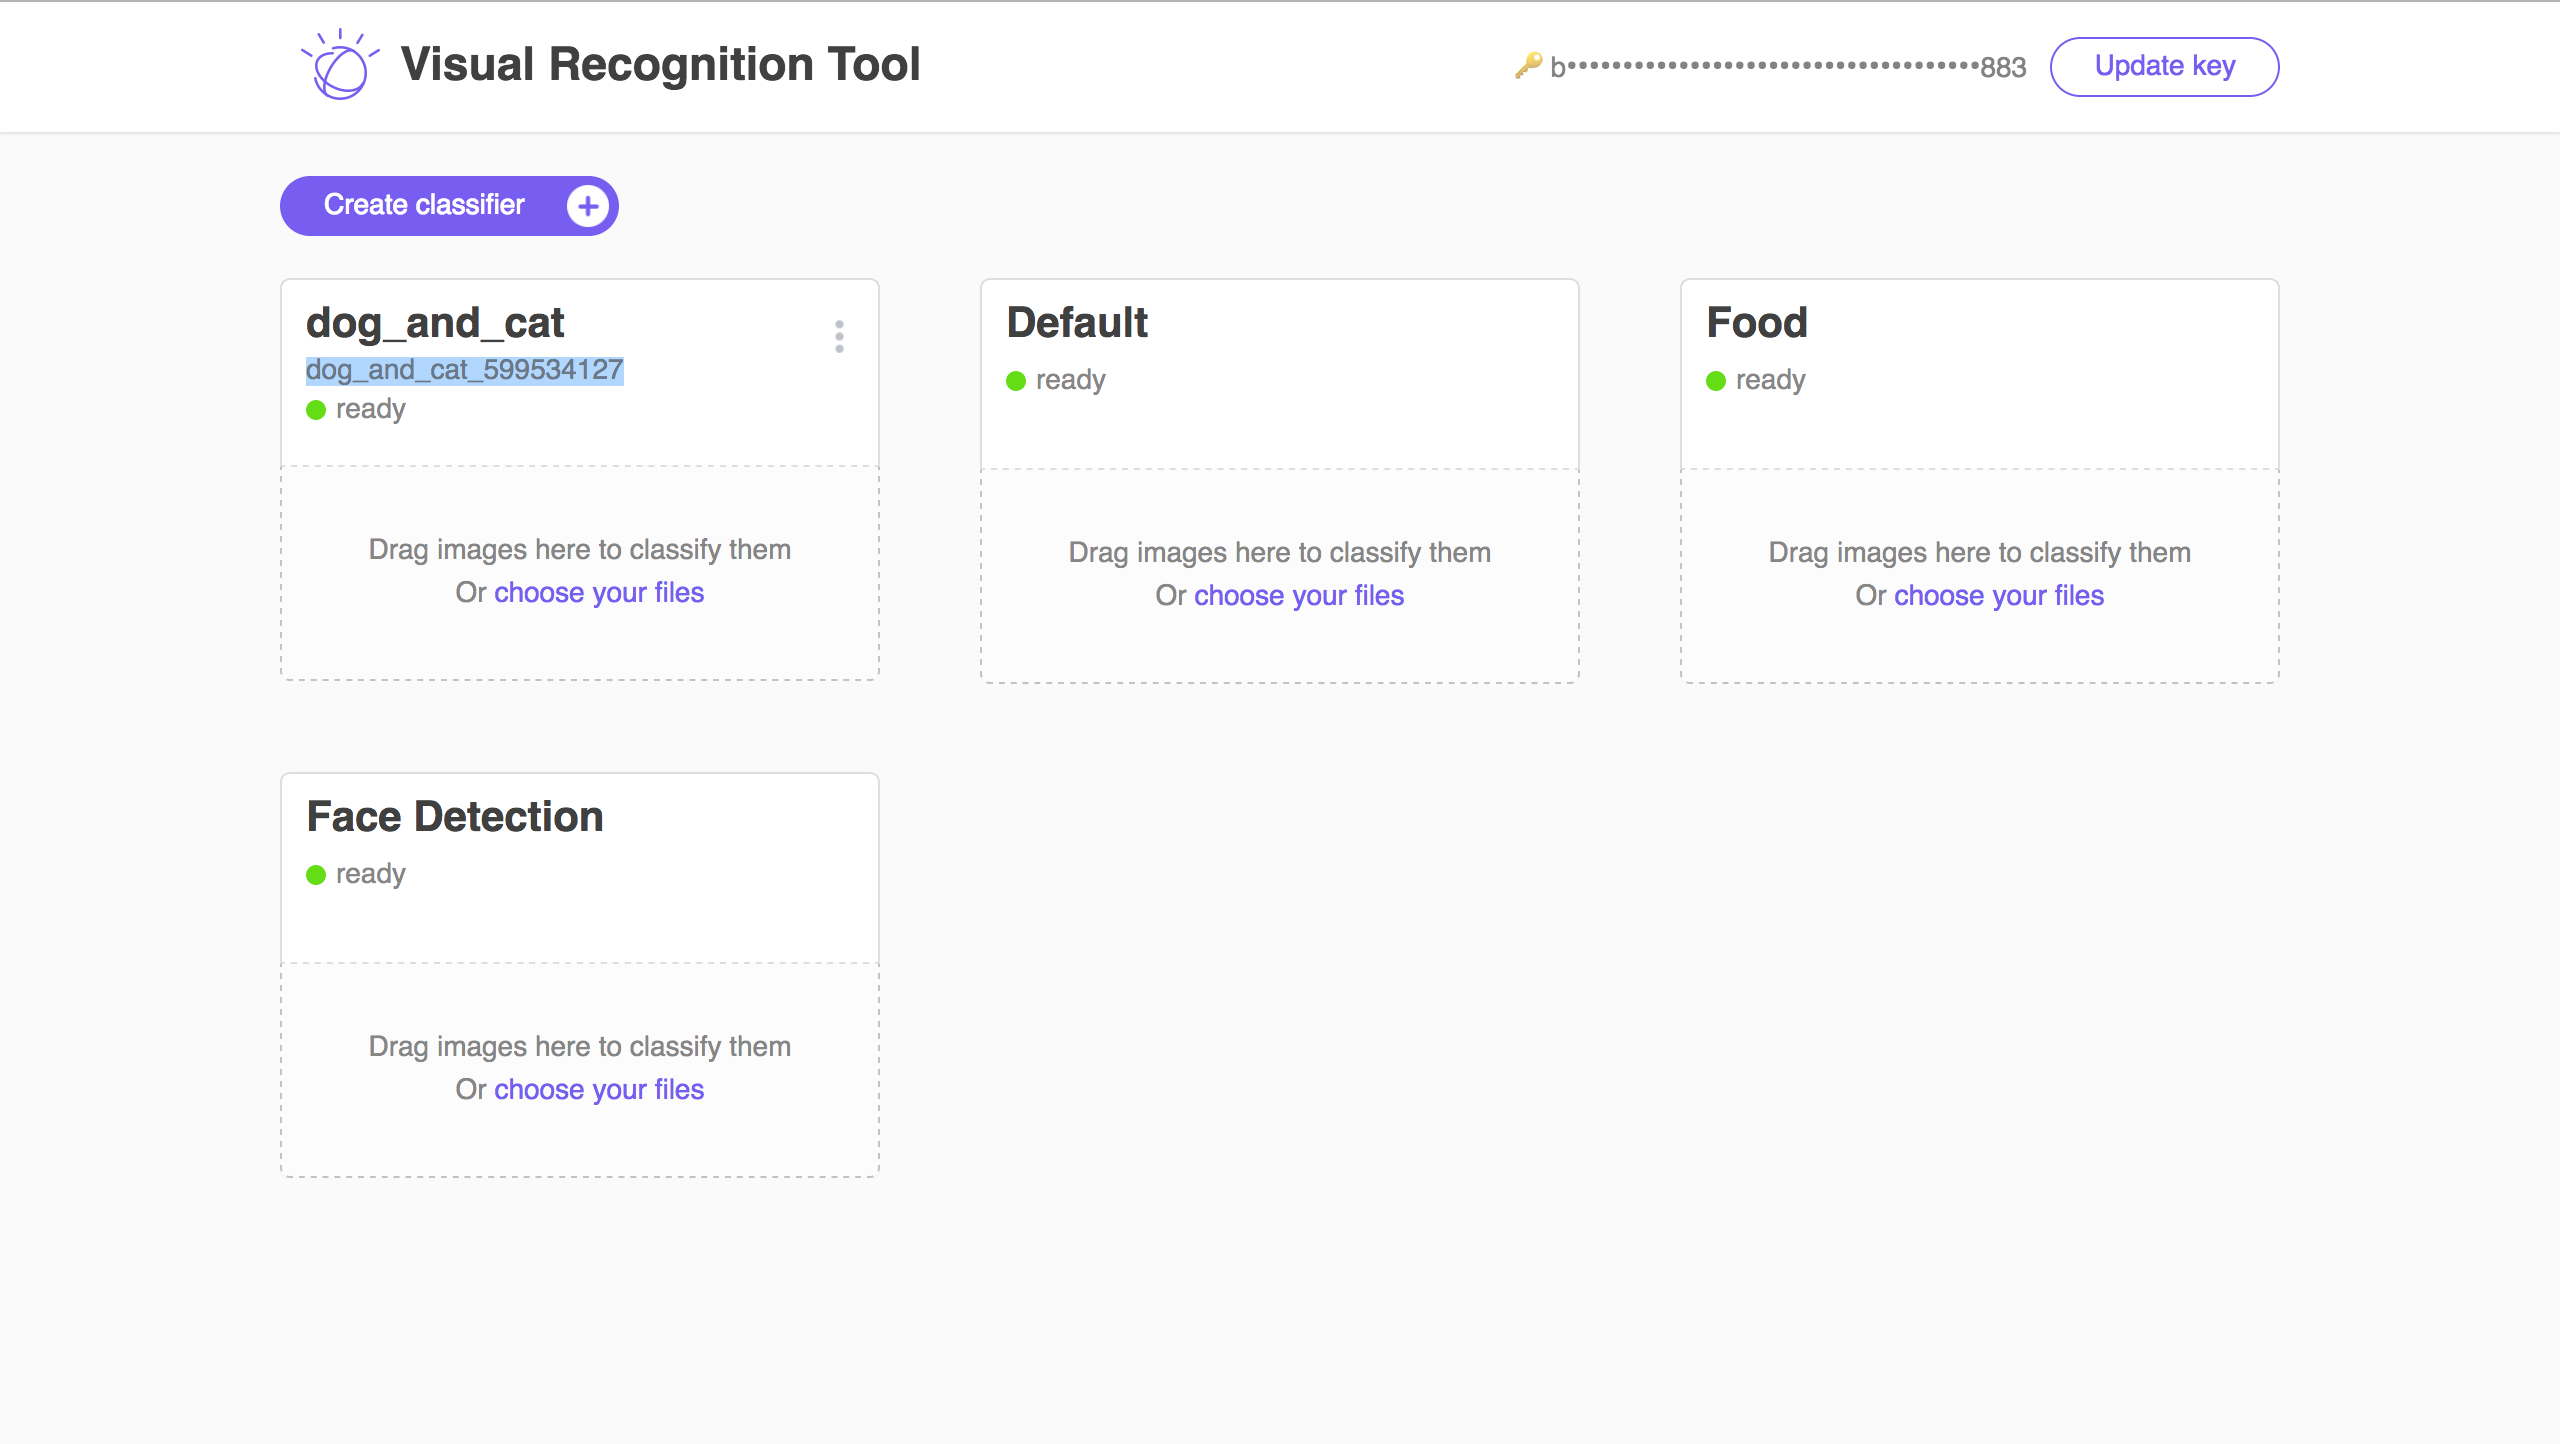 Visual Recognition Tool
b•••••••••••••••••••••••••••••••••••••883
Update key
Create classifier
dog_and_cat
dog_and_cat_599534127
ready
Drag images here to classify them
Or choose your files
Default
ready
Drag images here to classify them
Or choose your files
Food
ready
Drag images here to classify them
Or choose your files
Face Detection
ready
Drag images here to classify them
Or choose your files